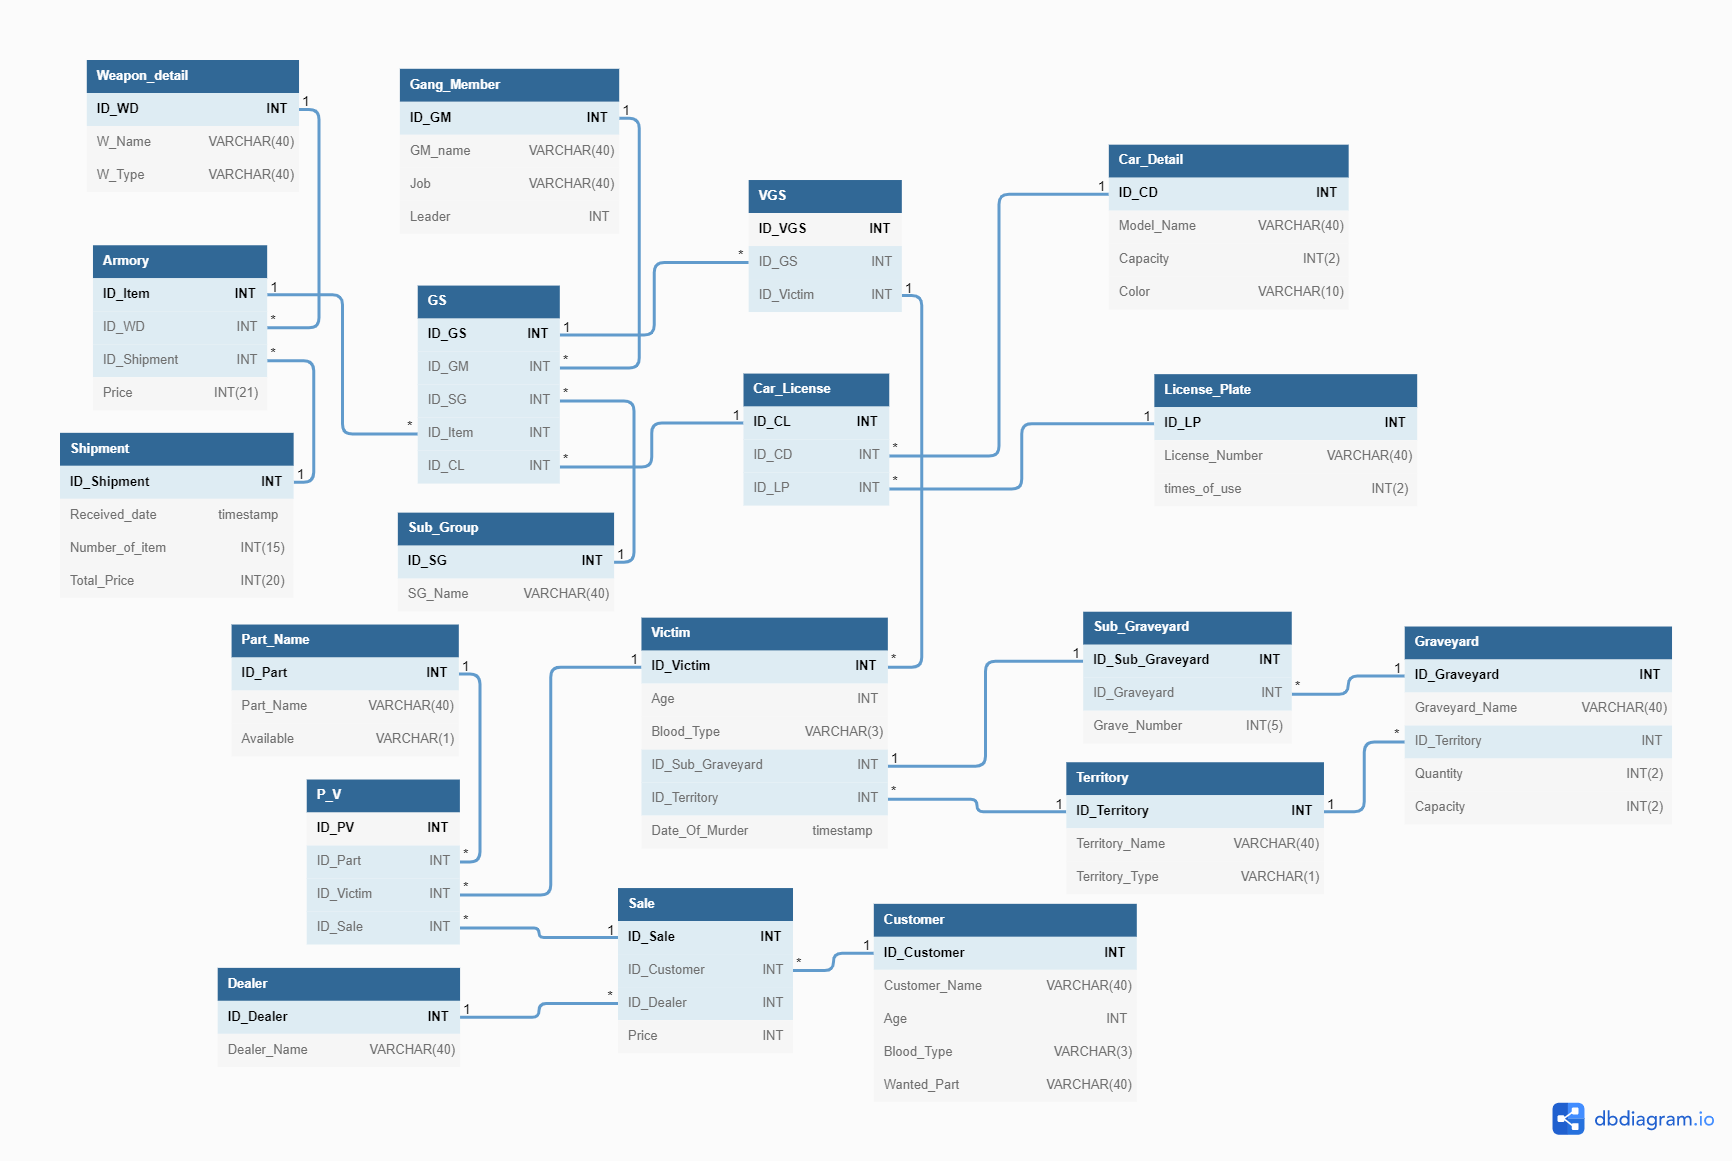 Weapon_detail
ID_WD INT
W_Name VARCHAR(40)
W_Type VARCHAR(40)
Gang_Member
ID_GM INT
GM_name VARCHAR(40)
Job VARCHAR(40)
Leader INT
VGS
ID_VGS INT
ID_GS INT
ID_Victim INT
Car_Detail
ID_CD INT
Model_Name VARCHAR(40)
Capacity INT(2)
Color VARCHAR(10)
Armory
ID_Item INT
ID_WD INT
ID_Shipment INT
Price INT(21)
GS
ID_GS INT
ID_GM INT
ID_SG INT
ID_Item INT
ID_CL INT
Car_License
ID_CL INT
ID_CD INT
ID_LP INT
License_Plate
ID_LP INT
License_Number VARCHAR(40)
times_of_use INT(2)
Shipment
ID_Shipment INT
Received_date timestamp
Number_of_item INT(15)
Total_Price INT(20)
Sub_Group
ID_SG INT
SG_Name VARCHAR(40)
Part_Name
ID_Part INT
Part_Name VARCHAR(40)
Available VARCHAR(1)
Victim
ID_Victim INT
Age INT
Blood_Type VARCHAR(3)
ID_Sub_Graveyard INT
ID_Territory INT
Date_Of_Murder timestamp
Sub_Graveyard
ID_Sub_Graveyard INT
ID_Graveyard INT
Grave_Number INT(5)
Graveyard
ID_Graveyard INT
Graveyard_Name VARCHAR(40)
ID_Territory INT
Quantity INT(2)
Capacity INT(2)
Territory
ID_Territory INT
Territory_Name VARCHAR(40)
Territory_Type VARCHAR(1)
P_V
ID_PV INT
ID_Part INT
ID_Victim INT
ID_Sale INT
Sale
ID_Sale INT
ID_Customer INT
ID_Dealer INT
Price INT
Customer
ID_Customer INT
Customer_Name VARCHAR(40)
Age INT
Blood_Type VARCHAR(3)
Wanted_Part VARCHAR(40)
Dealer
ID_Dealer INT
Dealer_Name VARCHAR(40)
dbdiagram.io